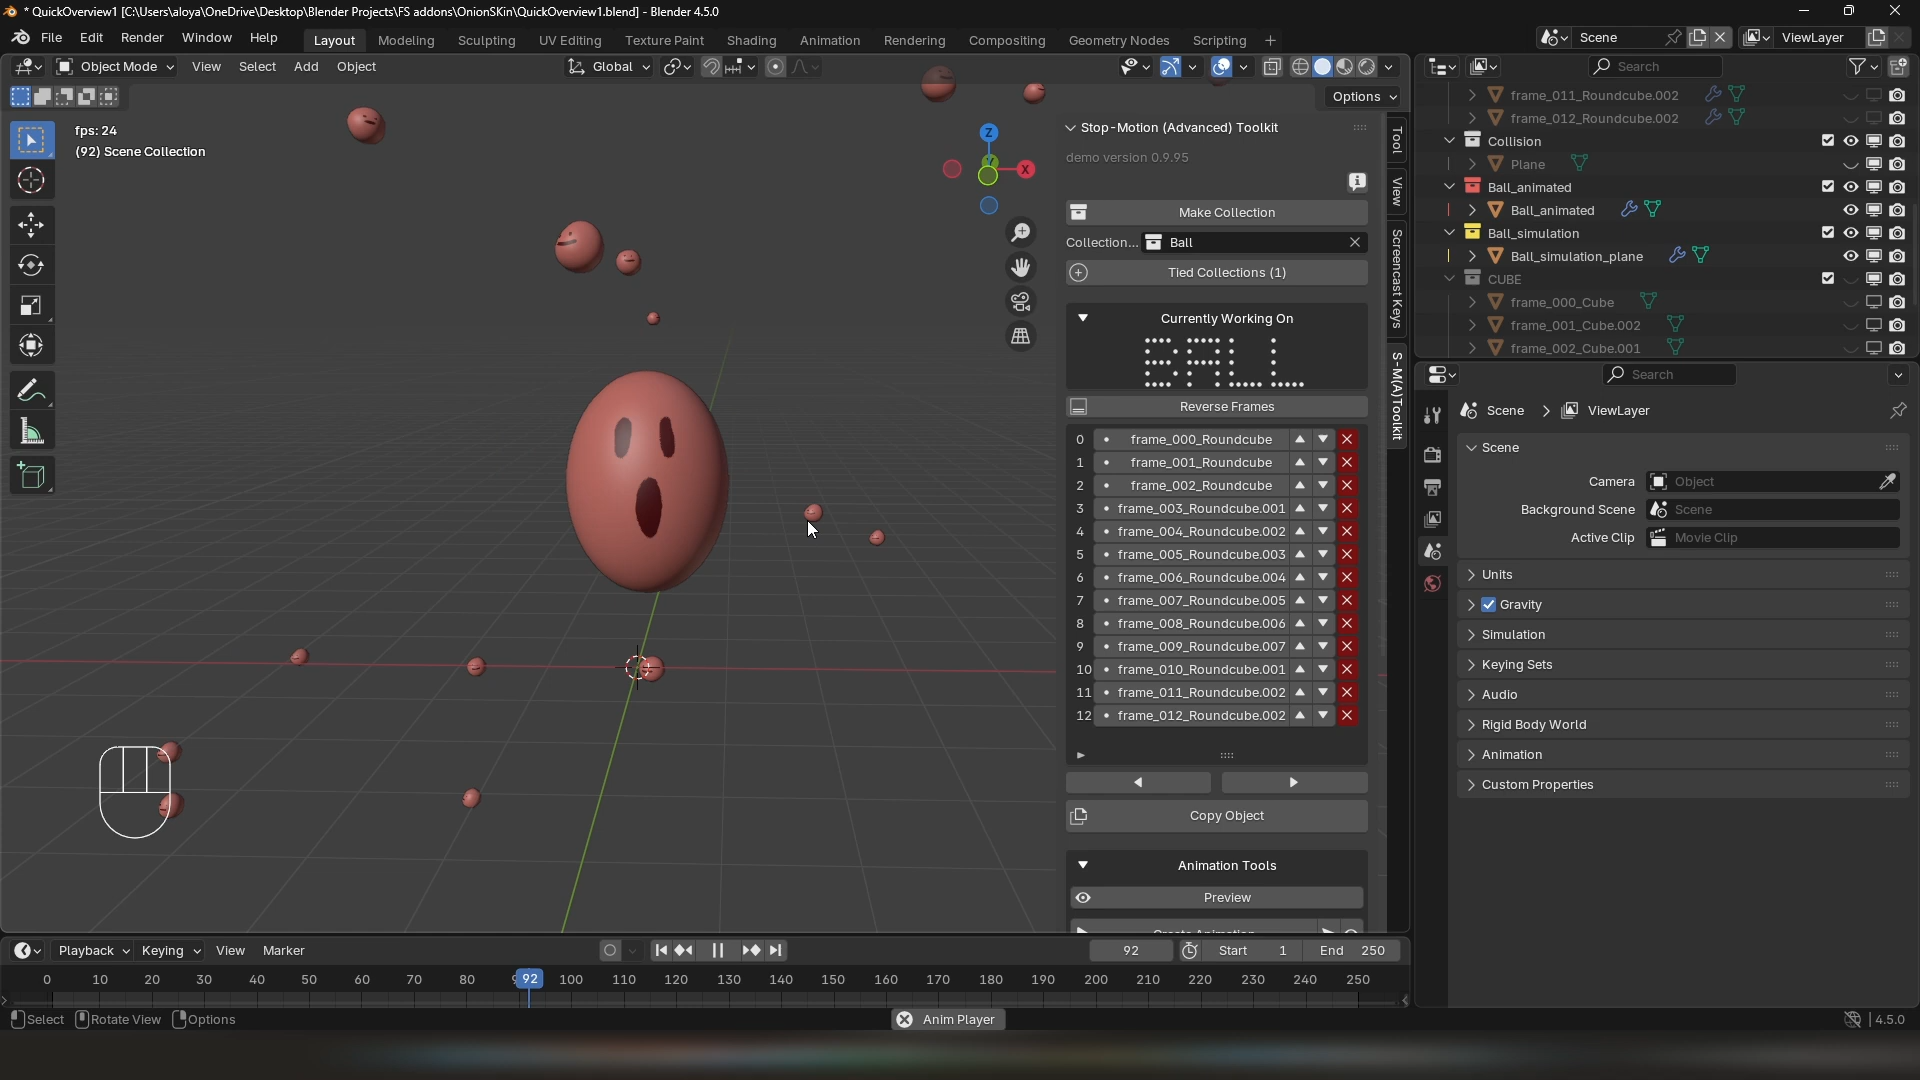 * QuickOverview1 [C:\Users\aloya\OneDrive\Desktop\Blender Projects\FS addons\OnionSKin\QuickOverview1.blend] - Blender 4.5.0
File Edit Render Window Help Layout Modeling Sculpting UV Editing Texture Paint Shading Animation Rendering Compositing Geometry Nodes Scripting + Scene ViewLayer
Object Mode View Select Add Object Global Search
Options
fps: 24
(92) Scene Collection
Z
Y
X
Tool
View
Screencast Keys
S-M(A)Toolkit
Stop-Motion (Advanced) Toolkit
demo version 0.9.95
Make Collection
Collection... Ball
Tied Collections (1)
Currently Working On
BALL
Reverse Frames
0 frame_000_Roundcube
1 frame_001_Roundcube
2 frame_002_Roundcube
3 frame_003_Roundcube.001
4 frame_004_Roundcube.002
5 frame_005_Roundcube.003
6 frame_006_Roundcube.004
7 frame_007_Roundcube.005
8 frame_008_Roundcube.006
9 frame_009_Roundcube.007
10 frame_010_Roundcube.001
11 frame_011_Roundcube.002
12 frame_012_Roundcube.002
Copy Object
Animation Tools
Preview
Create Animation
frame_011_Roundcube.002
frame_012_Roundcube.002
Collision
Plane
Ball_animated
Ball_animated
Ball_simulation
Ball_simulation_plane
CUBE
frame_000_Cube
frame_001_Cube.002
frame_002_Cube.001
Search
Scene ViewLayer
Scene
Camera Object
Background Scene Scene
Active Clip Movie Clip
Units
Gravity
Simulation
Keying Sets
Audio
Rigid Body World
Animation
Custom Properties
Playback Keying View Marker 92 Start 1 End 250
0 10 20 30 40 50 60 70 80 92 100 110 120 130 140 150 160 170 180 190 200 210 220 230 240 250
Select Rotate View Options Anim Player 4.5.0